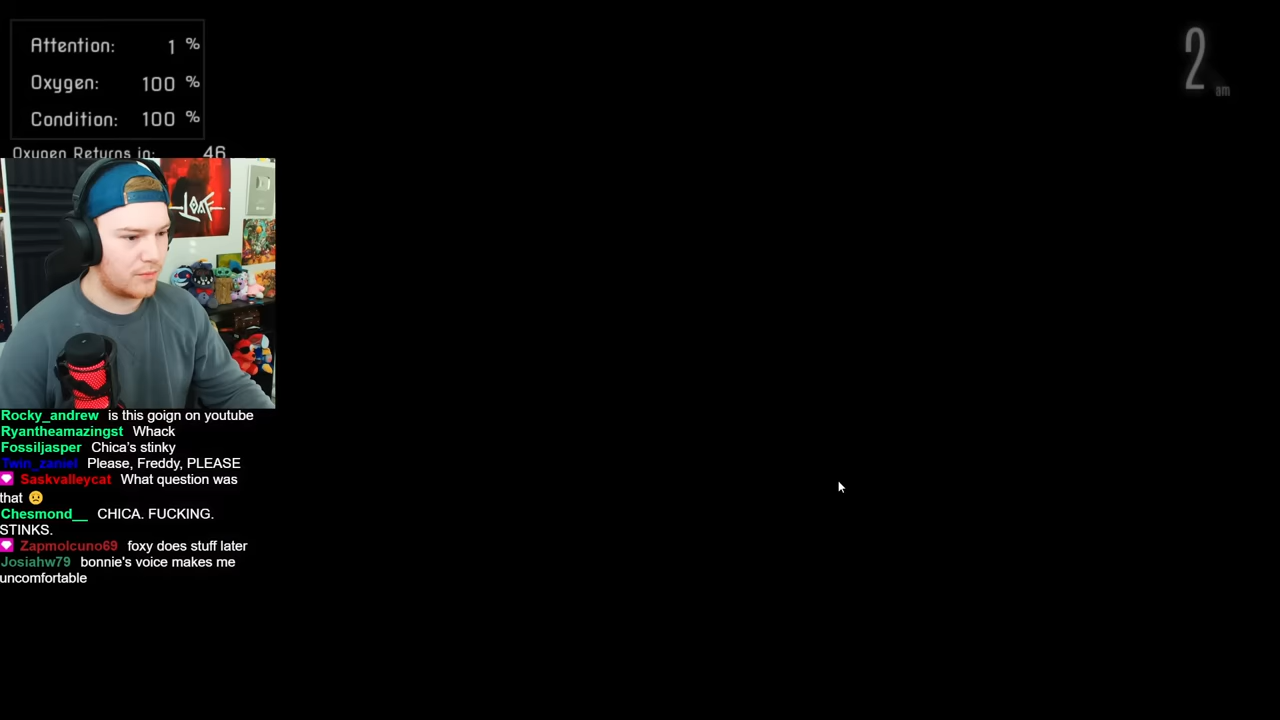 Attention: 1 %
Oxygen: 100 %
Condition: 100 %
Oxygen Returns in: 46
2 am
LOAF
Rocky_andrew is this goign on youtube
Ryantheamazingst Whack
Fossiljasper Chica's stinky
Twin_zaniel Please, Freddy, PLEASE
Saskvalleycat What question was
that 😟
Chesmond__ CHICA. FUCKING.
STINKS.
Zapmolcuno69 foxy does stuff later
Josiahw79 bonnie's voice makes me
uncomfortable